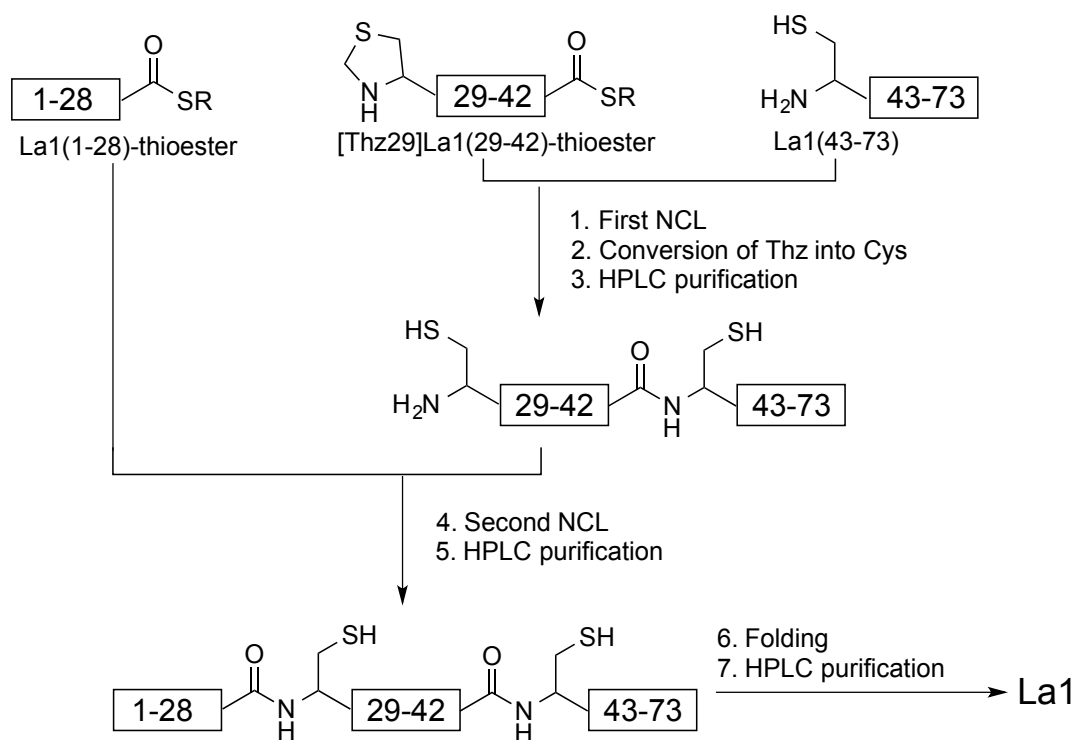 S
O
SR
N
H
1-28
29-42
O
SR
HS
H₂N
43-73
La1(1-28)-thioester
[Thz29]La1(29-42)-thioester
La1(43-73)
1. First NCL
2. Conversion of Thz into Cys
3. HPLC purification
HS
H₂N
29-42
O
N
H
SH
43-73
4. Second NCL
5. HPLC purification
1-28
O
N
H
SH
29-42
O
N
H
SH
43-73
6. Folding
7. HPLC purification
La1